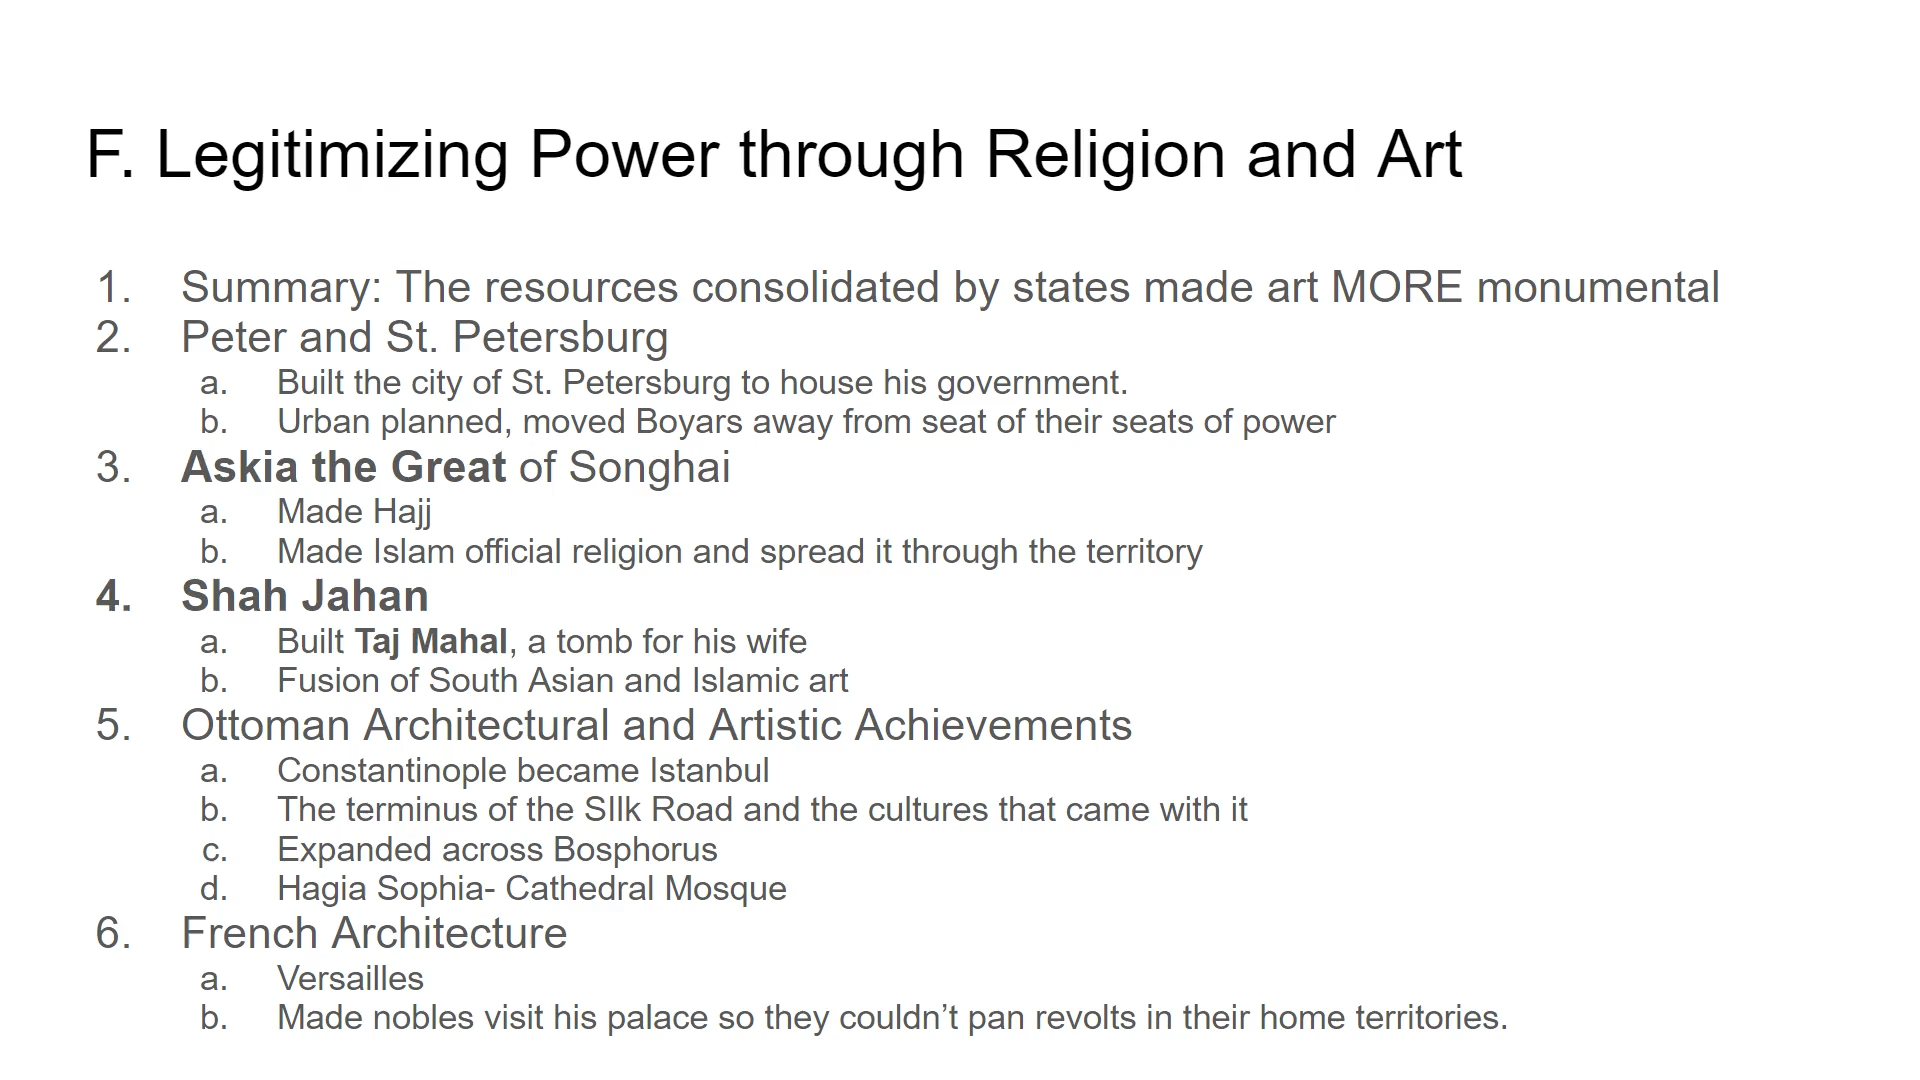 F. Legitimizing Power through Religion and Art
1. Summary: The resources consolidated by states made art MORE monumental
2. Peter and St. Petersburg
a. Built the city of St. Petersburg to house his government.
b. Urban planned, moved Boyars away from seat of their seats of power
3. Askia the Great of Songhai
a. Made Hajj
b. Made Islam official religion and spread it through the territory
4. Shah Jahan
a. Built Taj Mahal, a tomb for his wife
b. Fusion of South Asian and Islamic art
5. Ottoman Architectural and Artistic Achievements
a. Constantinople became Istanbul
b. The terminus of the SIlk Road and the cultures that came with it
c. Expanded across Bosphorus
d. Hagia Sophia- Cathedral Mosque
6. French Architecture
a. Versailles
b. Made nobles visit his palace so they couldn’t pan revolts in their home territories.